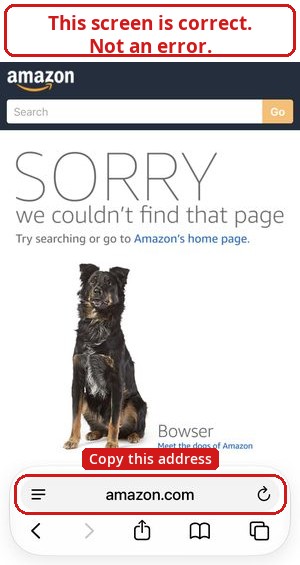 This screen is correct.
Not an error.
amazon
Search
Go
SORRY
we couldn't find that page
Try searching or go to Amazon's home page.
Bowser
Meet the dogs of Amazon
Copy this address
amazon.com